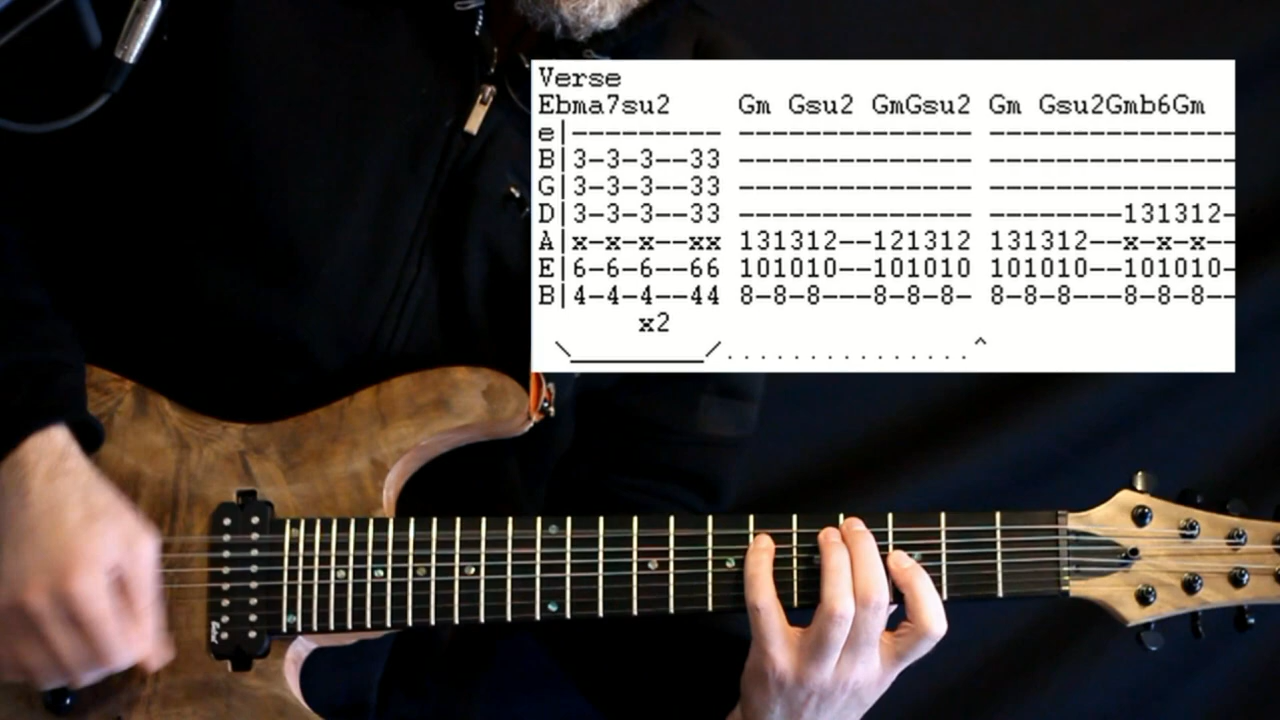 Verse
Ebma7su2 Gm Gsu2 GmGsu2 Gm Gsu2Gmb6Gm
e|--------- -------------- ----------------
B|3-3-3--33 -------------- ----------------
G|3-3-3--33 -------------- ----------------
D|3-3-3--33 -------------- --------131312-
A|x-x-x--xx 131312--121312 131312--x-x-x--
E|6-6-6--66 101010--101010 101010--101010-
B|4-4-4--44 8-8-8---8-8-8- 8-8-8---8-8-8--
x2
\________/ ............... ^